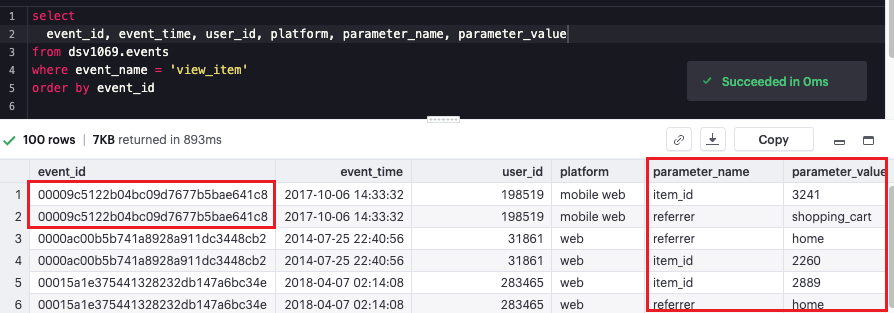 1 select
2 event_id, event_time, user_id, platform, parameter_name, parameter_value
3 from dsv1069.events
4 where event_name = 'view_item'
5 order by event_id
6
Succeeded in 0ms
100 rows | 7KB returned in 893ms
Copy
event_id event_time user_id platform parameter_name parameter_value
1 00009c5122b04bc09d7677b5bae641c8 2017-10-06 14:33:32 198519 mobile web item_id 3241
2 00009c5122b04bc09d7677b5bae641c8 2017-10-06 14:33:32 198519 mobile web referrer shopping_cart
3 0000ac00b5b741a8928a911dc3448cb2 2014-07-25 22:40:56 31861 web referrer home
4 0000ac00b5b741a8928a911dc3448cb2 2014-07-25 22:40:56 31861 web item_id 2260
5 00015a1e375441328232db147a6bc34e 2018-04-07 02:14:08 283465 web item_id 2889
6 00015a1e375441328232db147a6bc34e 2018-04-07 02:14:08 283465 web referrer home